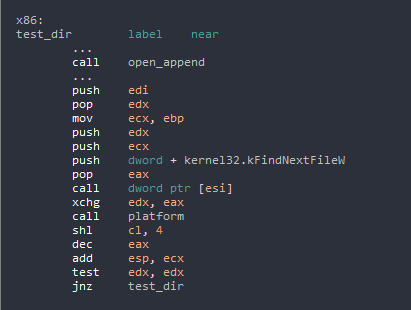 x86:
test_dir label near
...
call open_append
...
push edi
pop edx
mov ecx, ebp
push edx
push ecx
push dword + kernel32.kFindNextFileW
pop eax
call dword ptr [esi]
xchg edx, eax
call platform
shl cl, 4
dec eax
add esp, ecx
test edx, edx
jnz test_dir